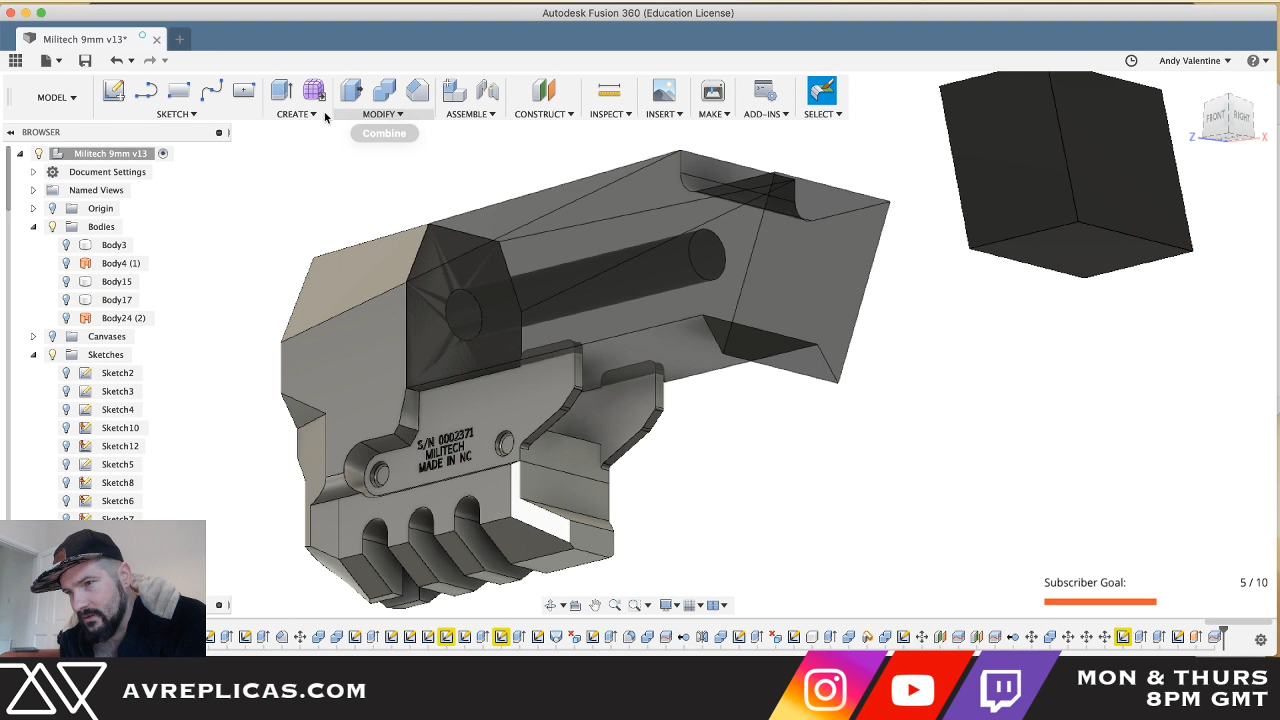 Autodesk Fusion 360 (Education License)
Militech 9mm v13*
Andy Valentine
MODEL
SKETCH
CREATE
MODIFY
ASSEMBLE
CONSTRUCT
INSPECT
INSERT
MAKE
ADD-INS
SELECT
Combine
BROWSER
FRONT
RIGHT
Z
X
Militech 9mm v13
Document Settings
Named Views
Origin
Bodies
Body3
Body4 (1)
Body15
Body17
Body24 (2)
Canvases
Sketches
Sketch2
Sketch3
Sketch4
Sketch10
Sketch12
Sketch5
Sketch8
Sketch6
S/N 0002371
MILITECH
MADE IN NC
Subscriber Goal:
5 / 10
AVREPLICAS.COM
MON & THURS
8PM GMT